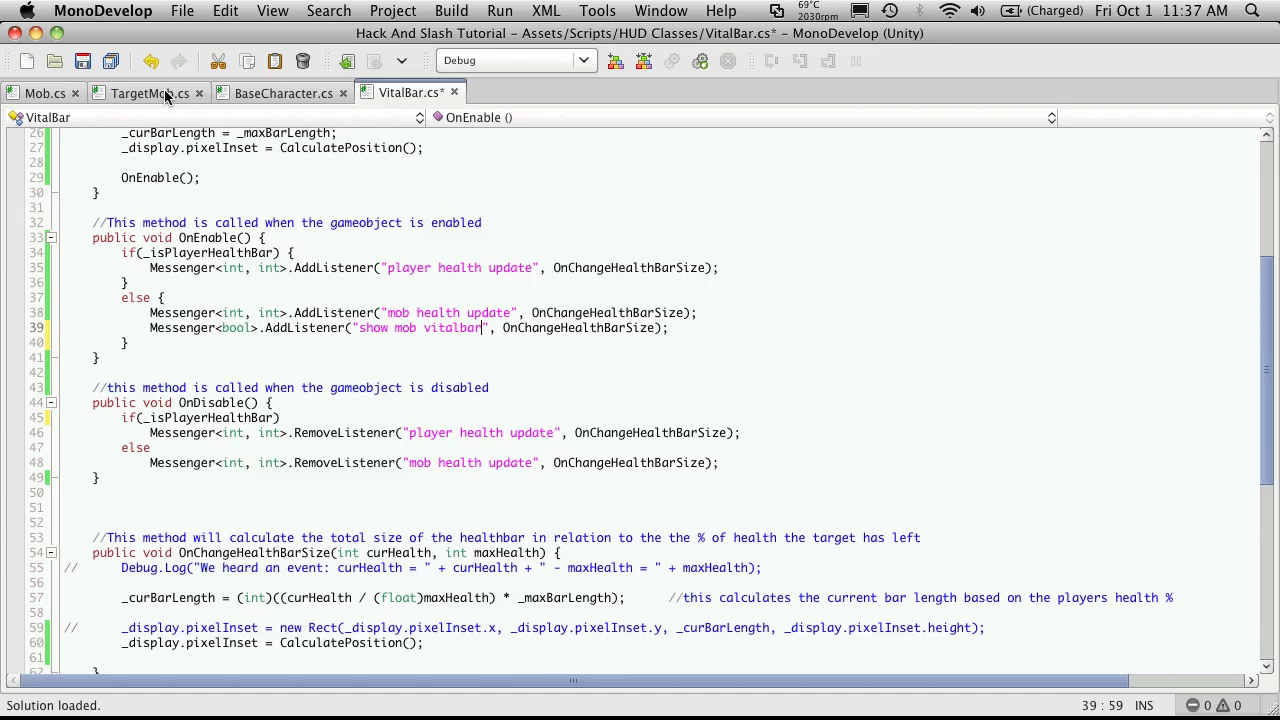 MonoDevelop File Edit View Search Project Build Run XML Tools Window Help 69°C 2030rpm (Charged) Fri Oct 1 11:37 AM
Hack And Slash Tutorial - Assets/Scripts/HUD Classes/VitalBar.cs* - MonoDevelop (Unity)
Debug
Mob.cs TargetMob.cs BaseCharacter.cs VitalBar.cs*
VitalBar OnEnable ()
26 _curBarLength = _maxBarLength;
27 _display.pixelInset = CalculatePosition();
28
29 OnEnable();
30 }
31
32 //This method is called when the gameobject is enabled
33 public void OnEnable() {
34 if(_isPlayerHealthBar) {
35 Messenger<int, int>.AddListener("player health update", OnChangeHealthBarSize);
36 }
37 else {
38 Messenger<int, int>.AddListener("mob health update", OnChangeHealthBarSize);
39 Messenger<bool>.AddListener("show mob vitalbar", OnChangeHealthBarSize);
40 }
41 }
42
43 //this method is called when the gameobject is disabled
44 public void OnDisable() {
45 if(_isPlayerHealthBar)
46 Messenger<int, int>.RemoveListener("player health update", OnChangeHealthBarSize);
47 else
48 Messenger<int, int>.RemoveListener("mob health update", OnChangeHealthBarSize);
49 }
50
51
52
53 //This method will calculate the total size of the healthbar in relation to the the % of health the target has left
54 public void OnChangeHealthBarSize(int curHealth, int maxHealth) {
55 // Debug.Log("We heard an event: curHealth = " + curHealth + " - maxHealth = " + maxHealth);
56
57 _curBarLength = (int)((curHealth / (float)maxHealth) * _maxBarLength); //this calculates the current bar length based on the players health %
58
59 // _display.pixelInset = new Rect(_display.pixelInset.x, _display.pixelInset.y, _curBarLength, _display.pixelInset.height);
60 _display.pixelInset = CalculatePosition();
61
62 }
Solution loaded. 39 : 59 INS 0 0